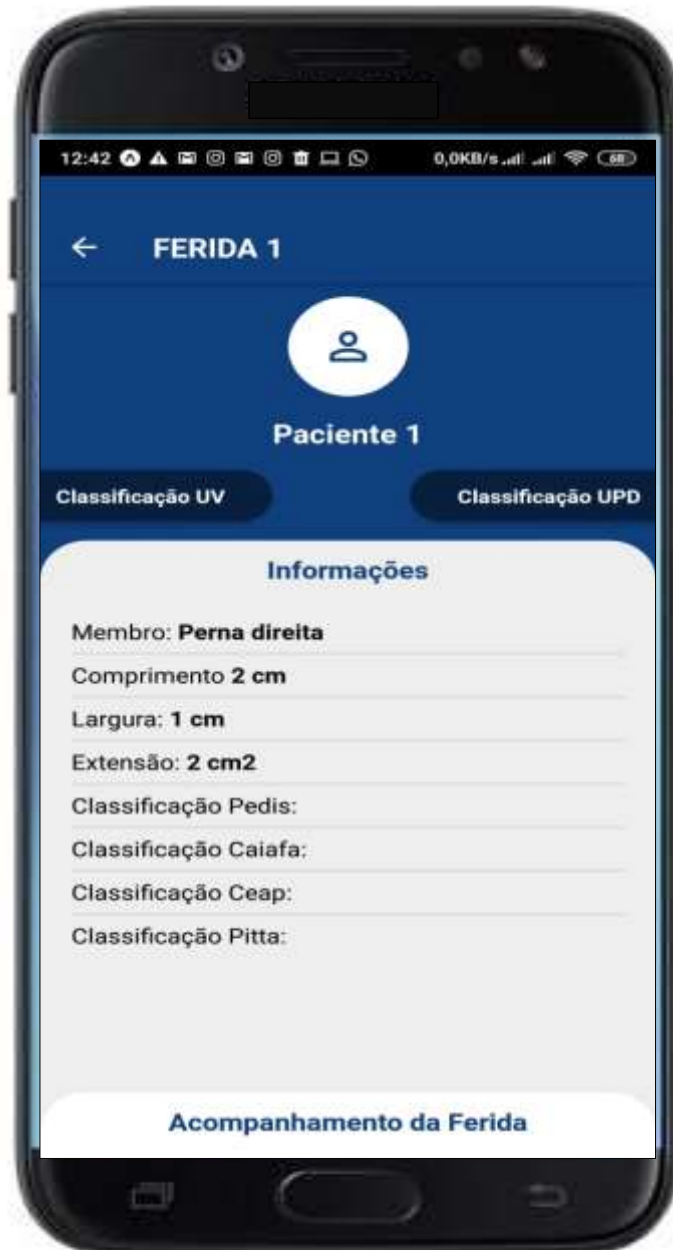 12:42 0,0KB/s 68
FERIDA 1
Paciente 1
Classificação UV Classificação UPD
Informações
Membro: Perna direita
Comprimento 2 cm
Largura: 1 cm
Extensão: 2 cm2
Classificação Pedis:
Classificação Caiafa:
Classificação Ceap:
Classificação Pitta:
Acompanhamento da Ferida